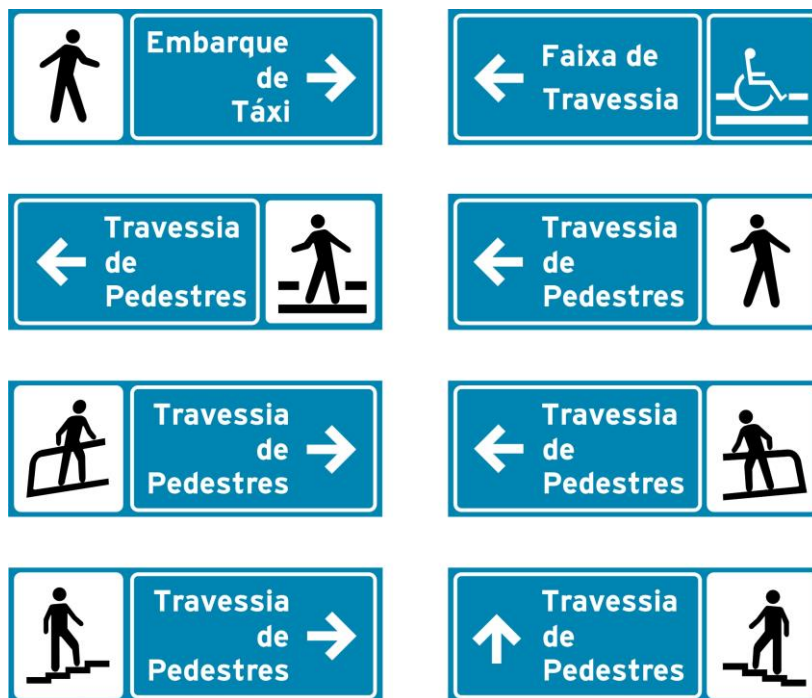 Embarque
de
Táxi
Faixa de
Travessia
Travessia
de
Pedestres
Travessia
de
Pedestres
Travessia
de
Pedestres
Travessia
de
Pedestres
Travessia
de
Pedestres
Travessia
de
Pedestres